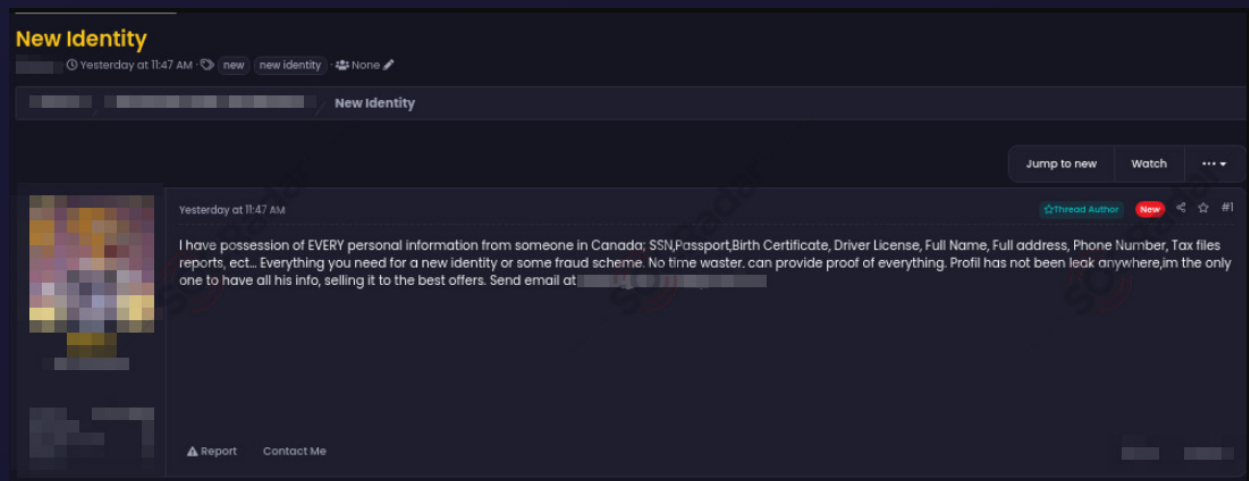 New Identity
Yesterday at 11:47 AM · new new identity · None
New Identity
Jump to new Watch
Yesterday at 11:47 AM Thread Author New #1
I have possession of EVERY personal information from someone in Canada; SSN,Passport,Birth Certificate, Driver License, Full Name, Full address, Phone Number, Tax files
reports, ect... Everything you need for a new identity or some fraud scheme. No time waster. can provide proof of everything. Profil has not been leak anywhere,im the only
one to have all his info, selling it to the best offers. Send email at
Report Contact Me
SOCRadar
SOCRadar
SOCRadar